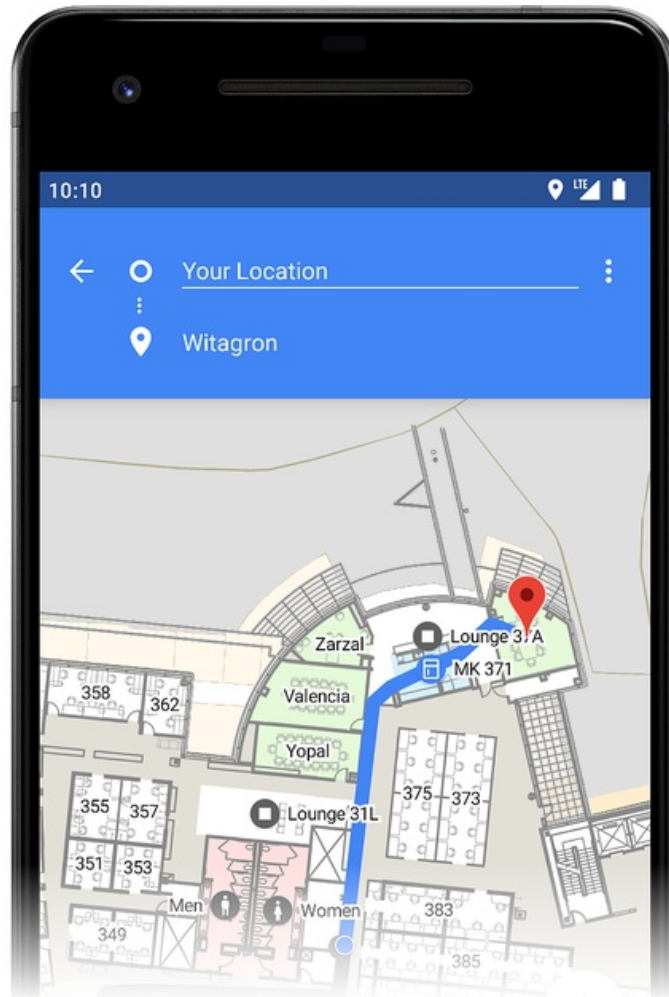 10:10
LTE
Your Location
Witagron
Lounge 37A
Zarzal
MK 371
358
362
Valencia
Yopal
375
373
355
357
Lounge 31L
351
353
Men
Women
383
349
385